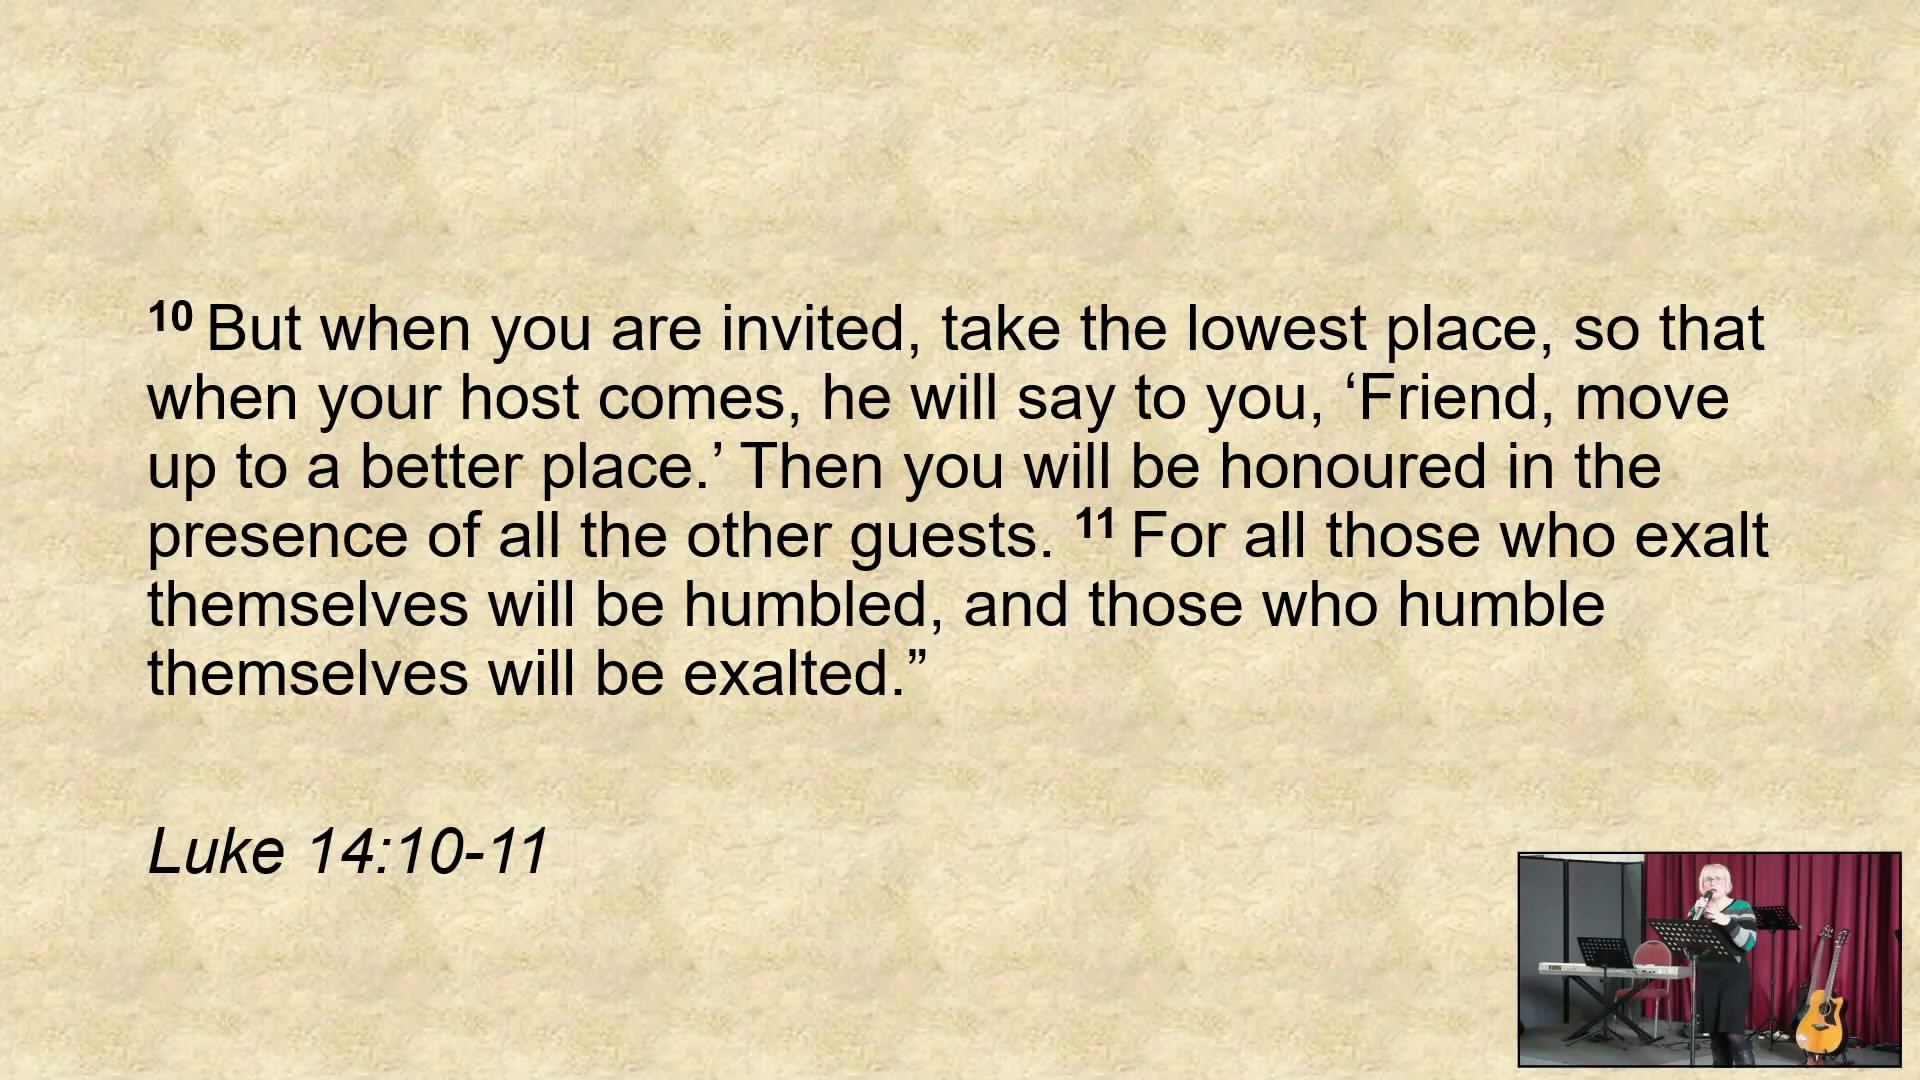 10 But when you are invited, take the lowest place, so that
when your host comes, he will say to you, ‘Friend, move
up to a better place.’ Then you will be honoured in the
presence of all the other guests. 11 For all those who exalt
themselves will be humbled, and those who humble
themselves will be exalted.”
Luke 14:10-11
KORG